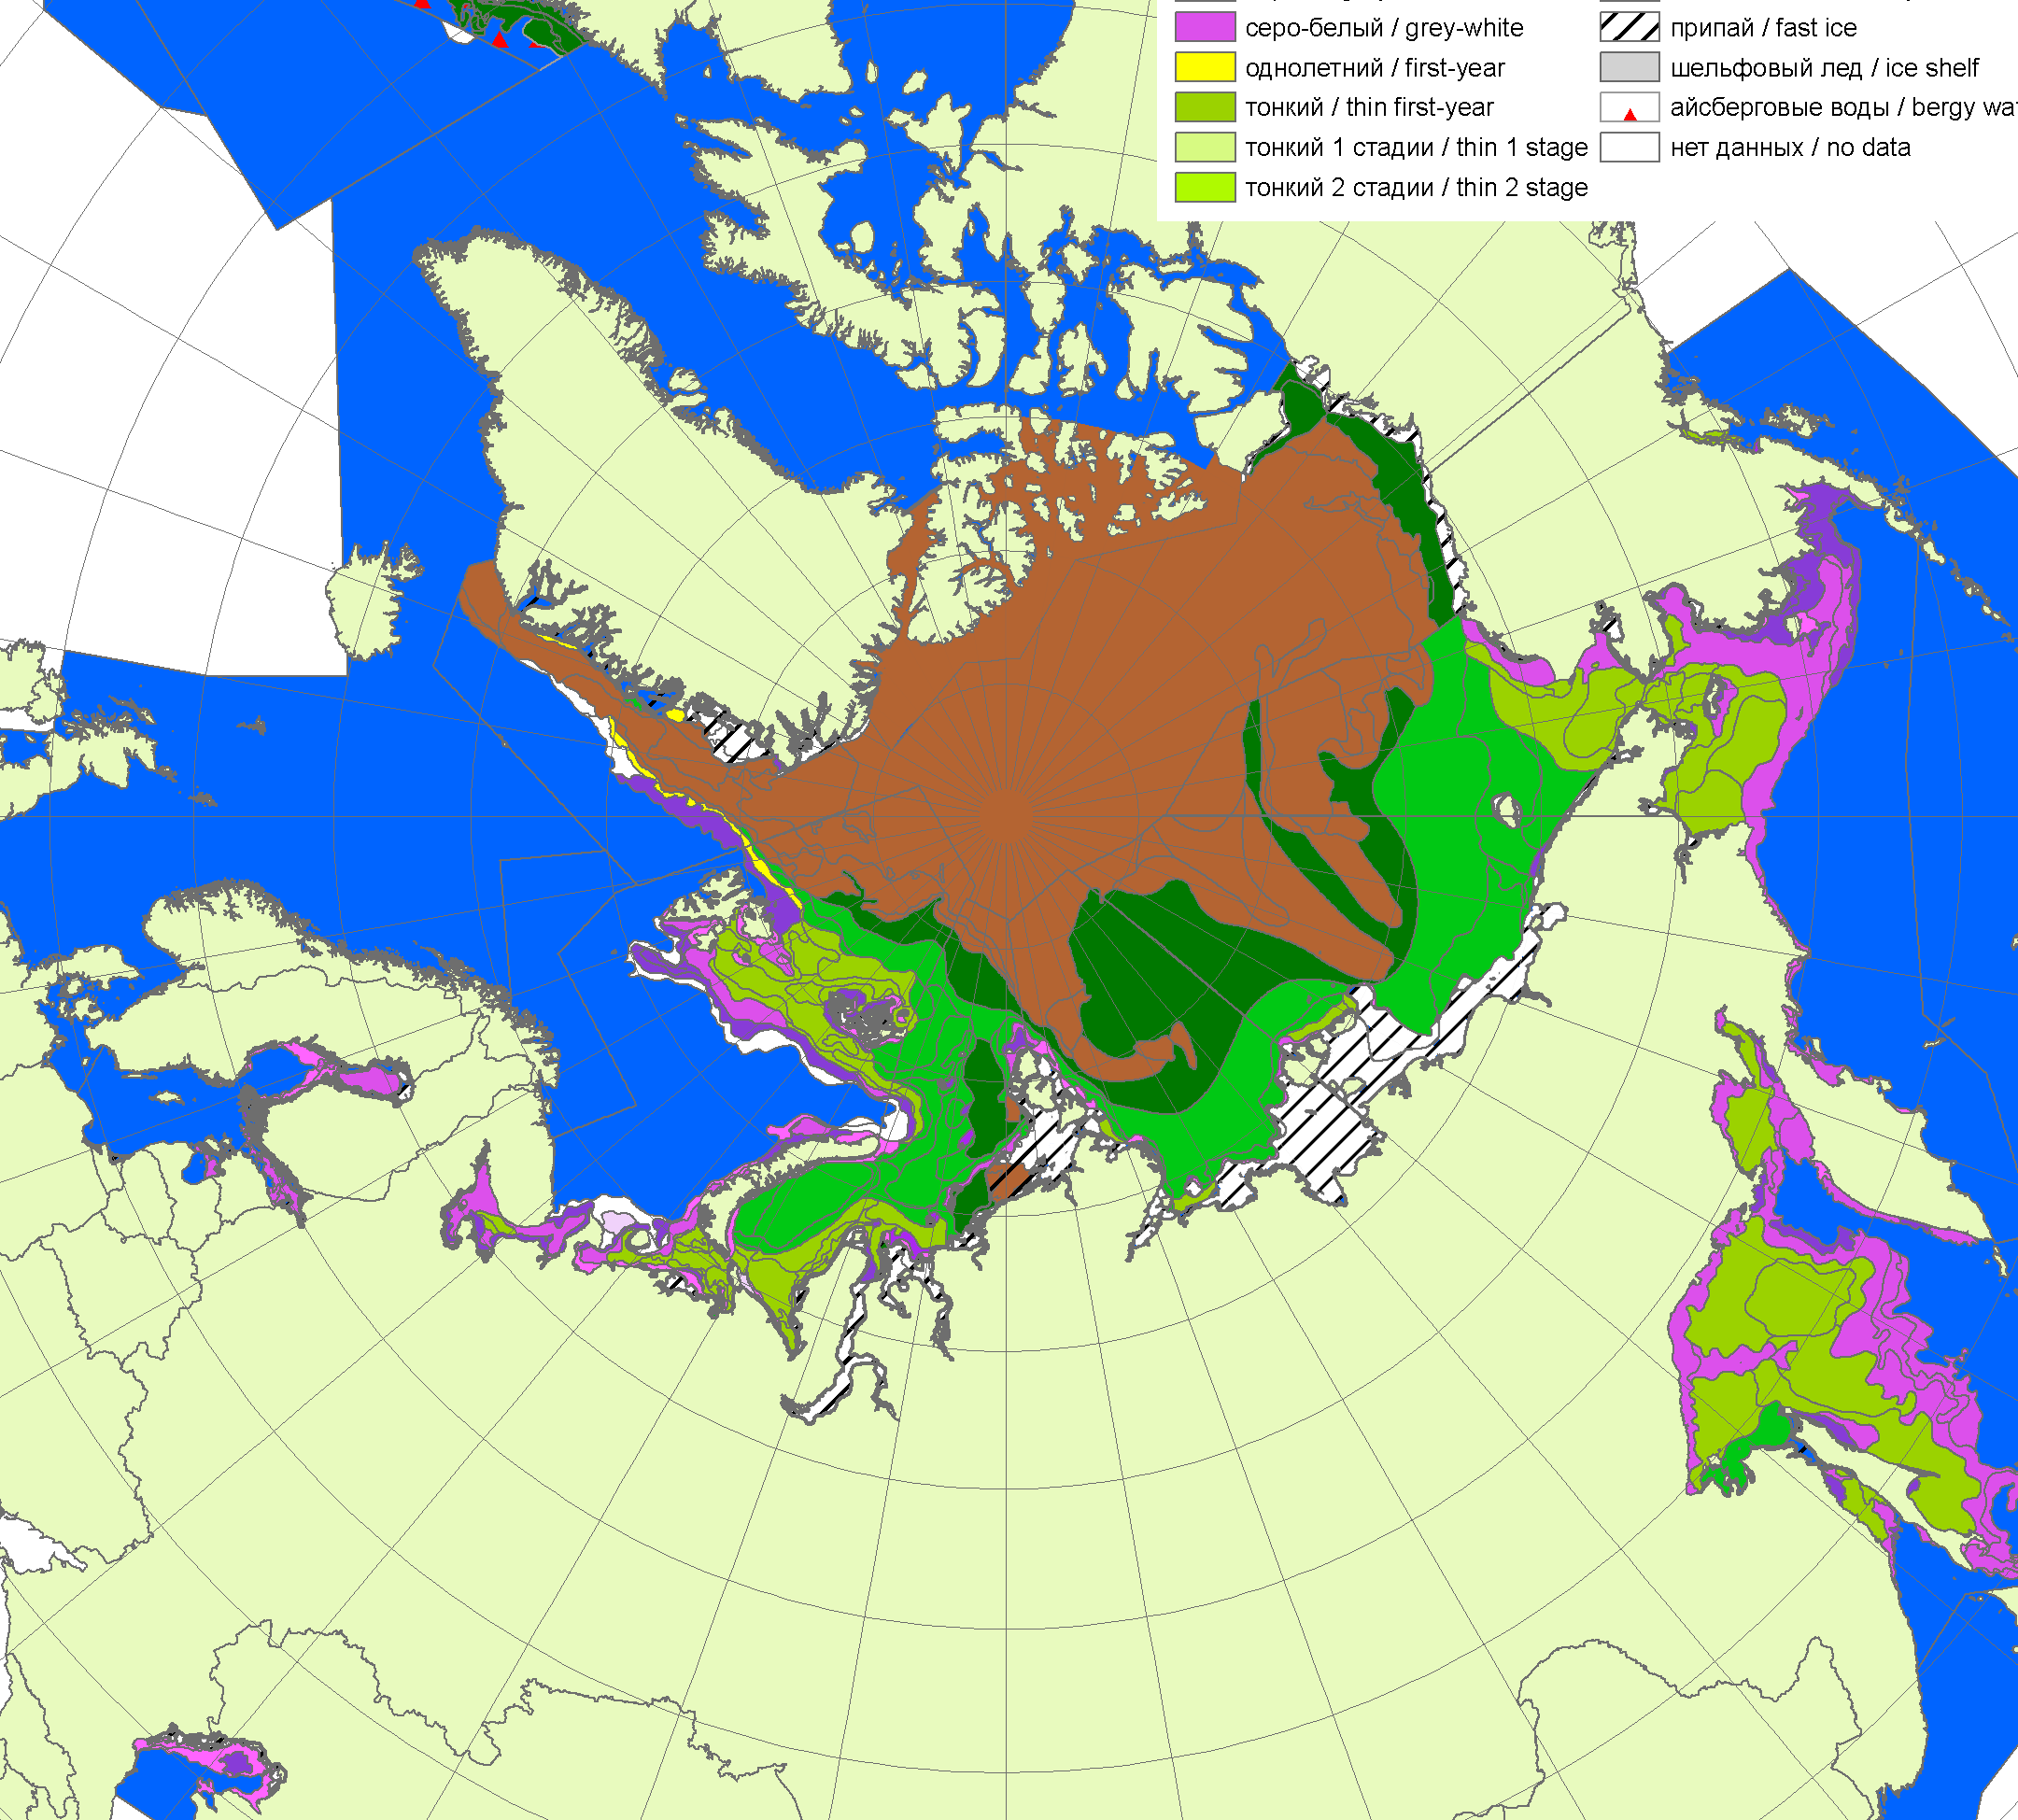 серо-белый / grey-white
однолетний / first-year
тонкий / thin first-year
тонкий 1 стадии / thin 1 stage
тонкий 2 стадии / thin 2 stage
припай / fast ice
шельфовый лед / ice shelf
айсберговые воды / bergy
нет данных / no data